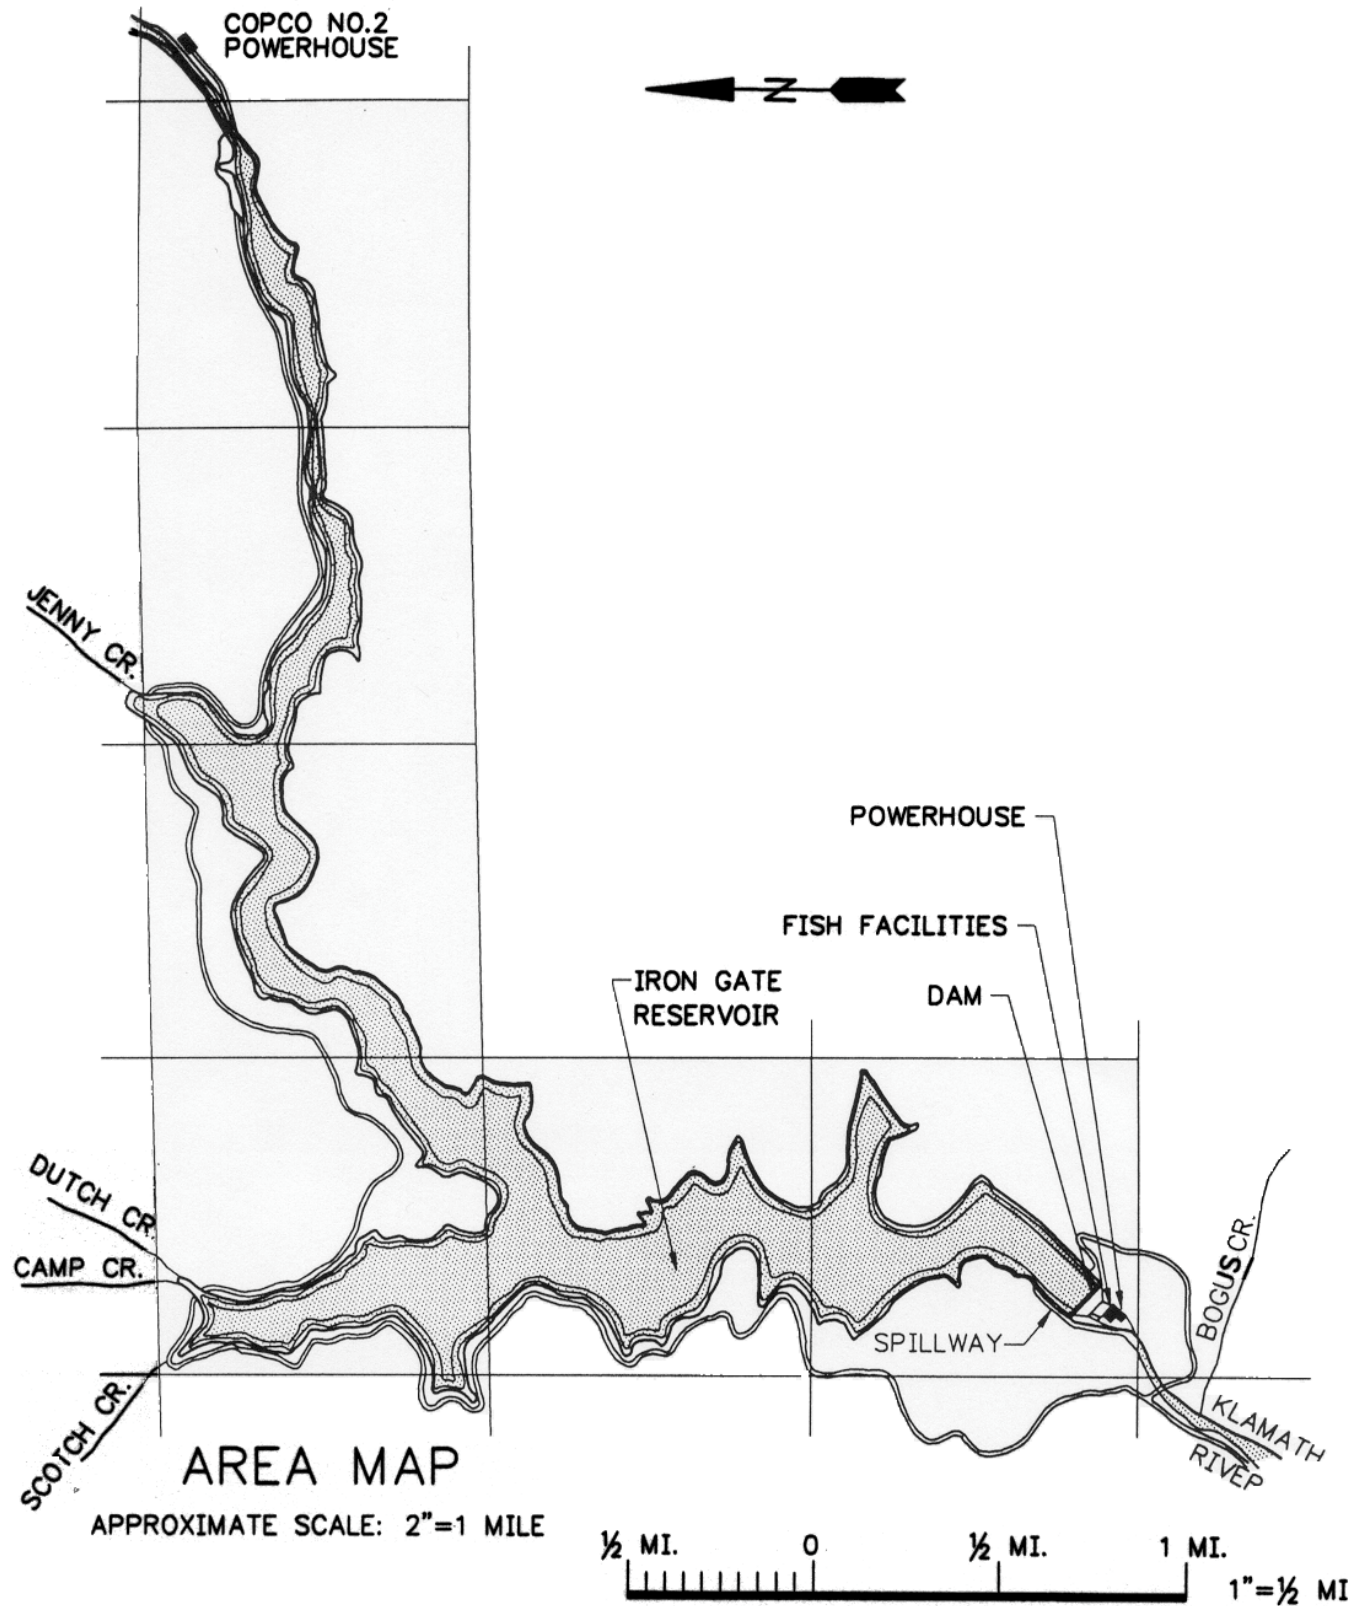 COPCO NO.2
POWERHOUSE
N
JENNY CR.
POWERHOUSE
FISH FACILITIES
IRON GATE
RESERVOIR
DAM
DUTCH CR.
CAMP CR.
BOGUS CR.
SPILLWAY
SCOTCH CR.
KLAMATH
RIVER
AREA MAP
APPROXIMATE SCALE: 2"=1 MILE
½ MI. 0 ½ MI. 1 MI.
1"=½ MI